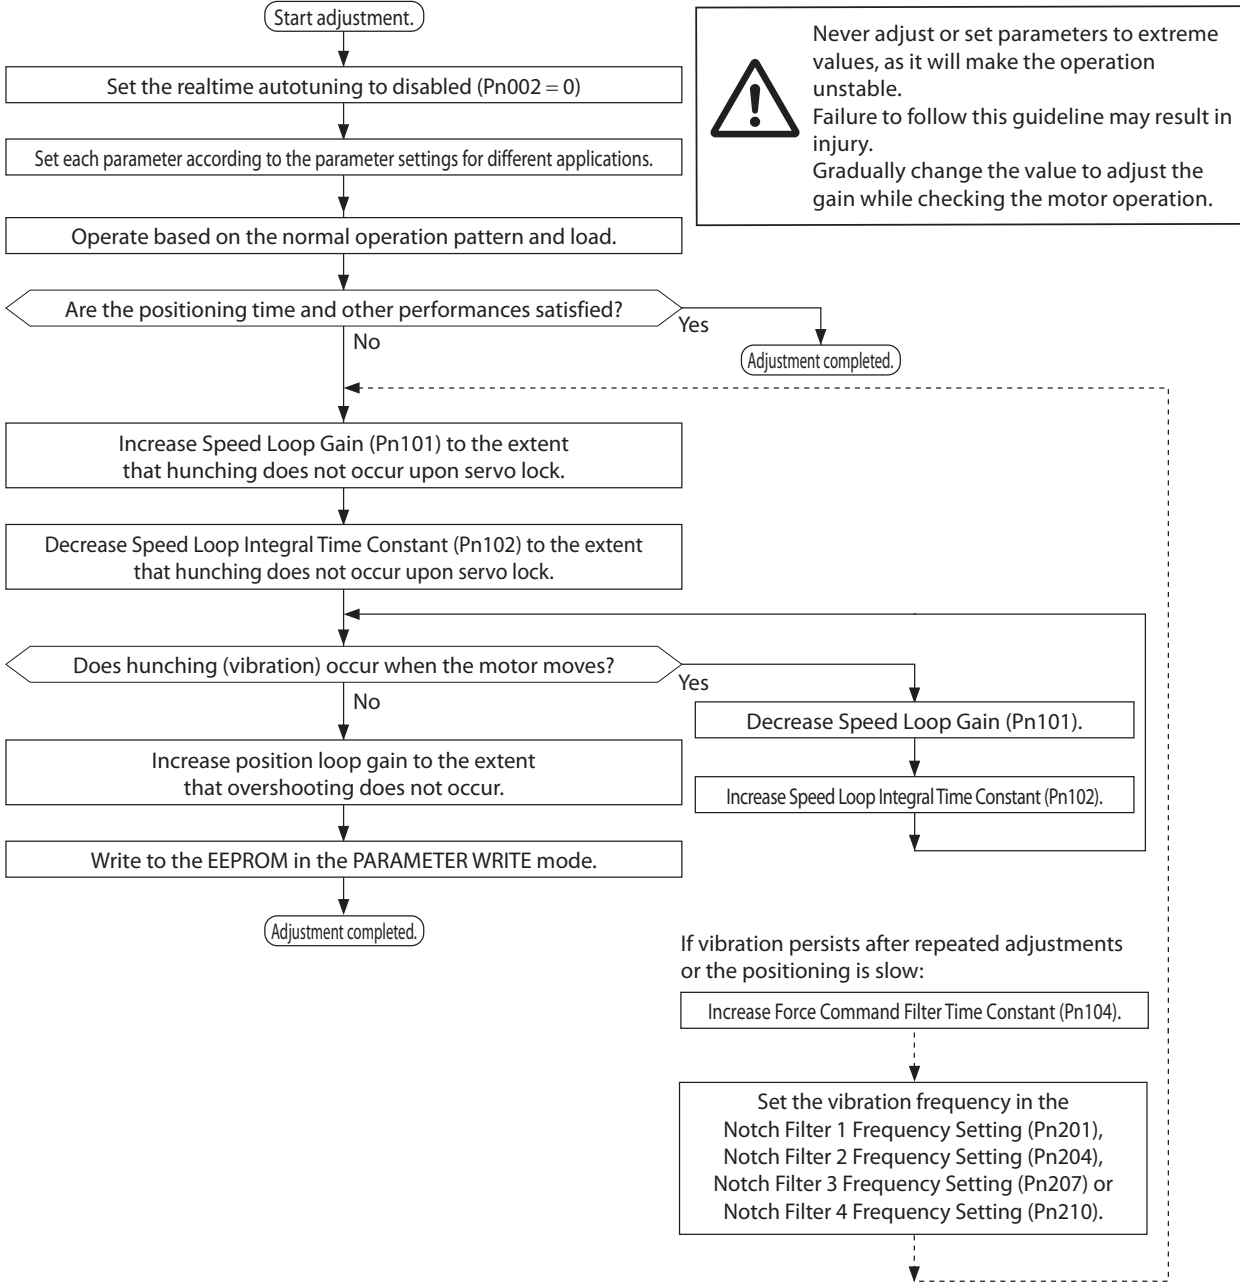 Start adjustment.
Never adjust or set parameters to extreme
values, as it will make the operation
unstable.
Failure to follow this guideline may result in
injury.
Gradually change the value to adjust the
gain while checking the motor operation.
Set the realtime autotuning to disabled (Pn002 = 0)
Set each parameter according to the parameter settings for different applications.
Operate based on the normal operation pattern and load.
Are the positioning time and other performances satisfied?
Yes
No
Adjustment completed.
Increase Speed Loop Gain (Pn101) to the extent
that hunching does not occur upon servo lock.
Decrease Speed Loop Integral Time Constant (Pn102) to the extent
that hunching does not occur upon servo lock.
Does hunching (vibration) occur when the motor moves?
Yes
No
Decrease Speed Loop Gain (Pn101).
Increase Speed Loop Integral Time Constant (Pn102).
Increase position loop gain to the extent
that overshooting does not occur.
Write to the EEPROM in the PARAMETER WRITE mode.
Adjustment completed.
If vibration persists after repeated adjustments
or the positioning is slow:
Increase Force Command Filter Time Constant (Pn104).
Set the vibration frequency in the
Notch Filter 1 Frequency Setting (Pn201),
Notch Filter 2 Frequency Setting (Pn204),
Notch Filter 3 Frequency Setting (Pn207) or
Notch Filter 4 Frequency Setting (Pn210).